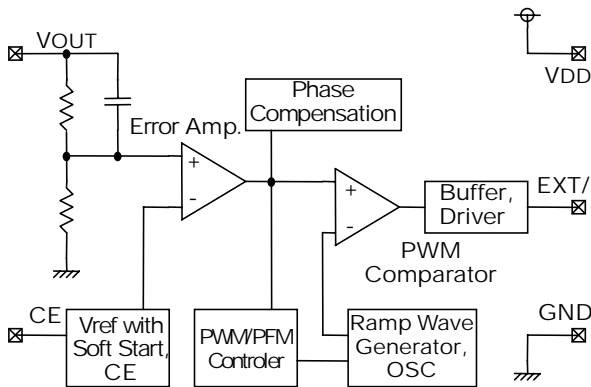 VOUT
VDD
Phase
Compensation
Error Amp.
+
-
+
-
Buffer,
Driver
EXT/
PWM
Comparator
CE
Vref with
Soft Start,
CE
PWM/PFM
Controler
Ramp Wave
Generator,
OSC
GND